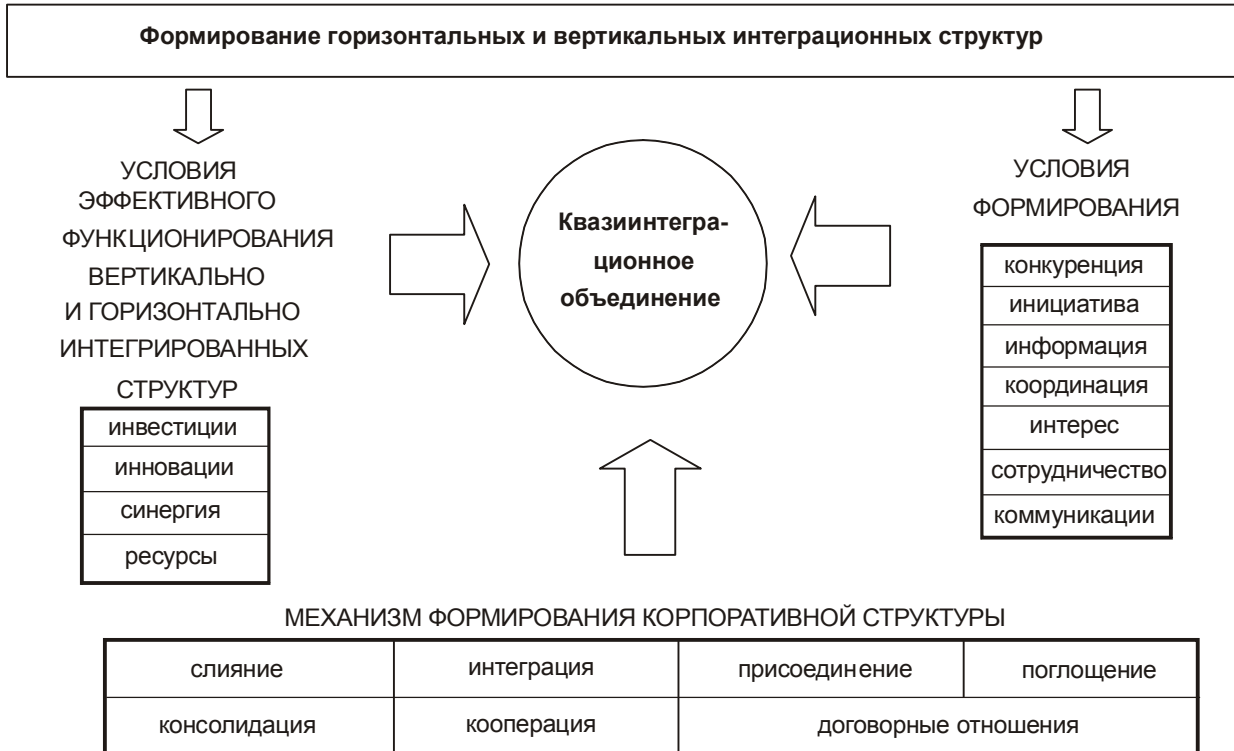 Формирование горизонтальных и вертикальных интеграционных структур
УСЛОВИЯ
ЭФФЕКТИВНОГО
ФУНКЦИОНИРОВАНИЯ
ВЕРТИКАЛЬНО
И ГОРИЗОНТАЛЬНО
ИНТЕГРИРОВАННЫХ
СТРУКТУР
инвестиции
инновации
синергия
ресурсы
Квазиинтегра-
ционное
объединение
УСЛОВИЯ
ФОРМИРОВАНИЯ
конкуренция
инициатива
информация
координация
интерес
сотрудничество
коммуникации
МЕХАНИЗМ ФОРМИРОВАНИЯ КОРПОРАТИВНОЙ СТРУКТУРЫ
слияние интеграция присоединение поглощение
консолидация кооперация договорные отношения